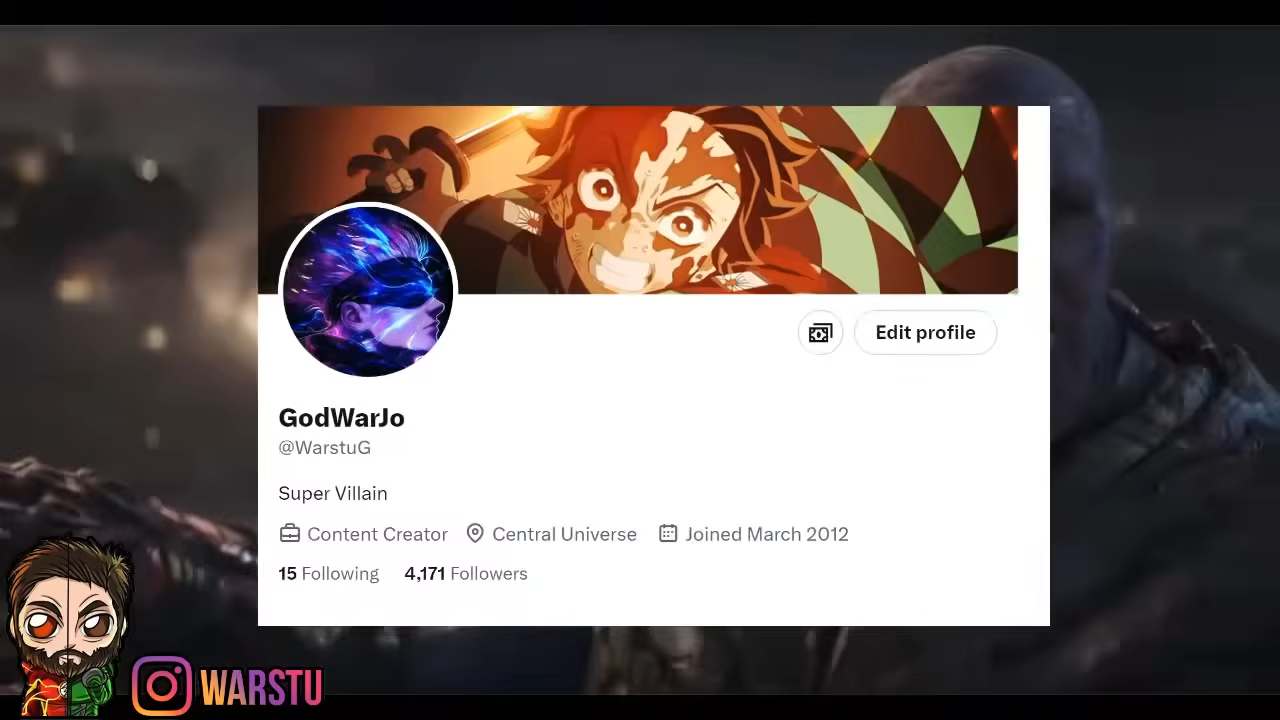 Edit profile
GodWarJo
@WarstuG
Super Villain
Content Creator Central Universe Joined March 2012
15 Following 4,171 Followers
WARSTU